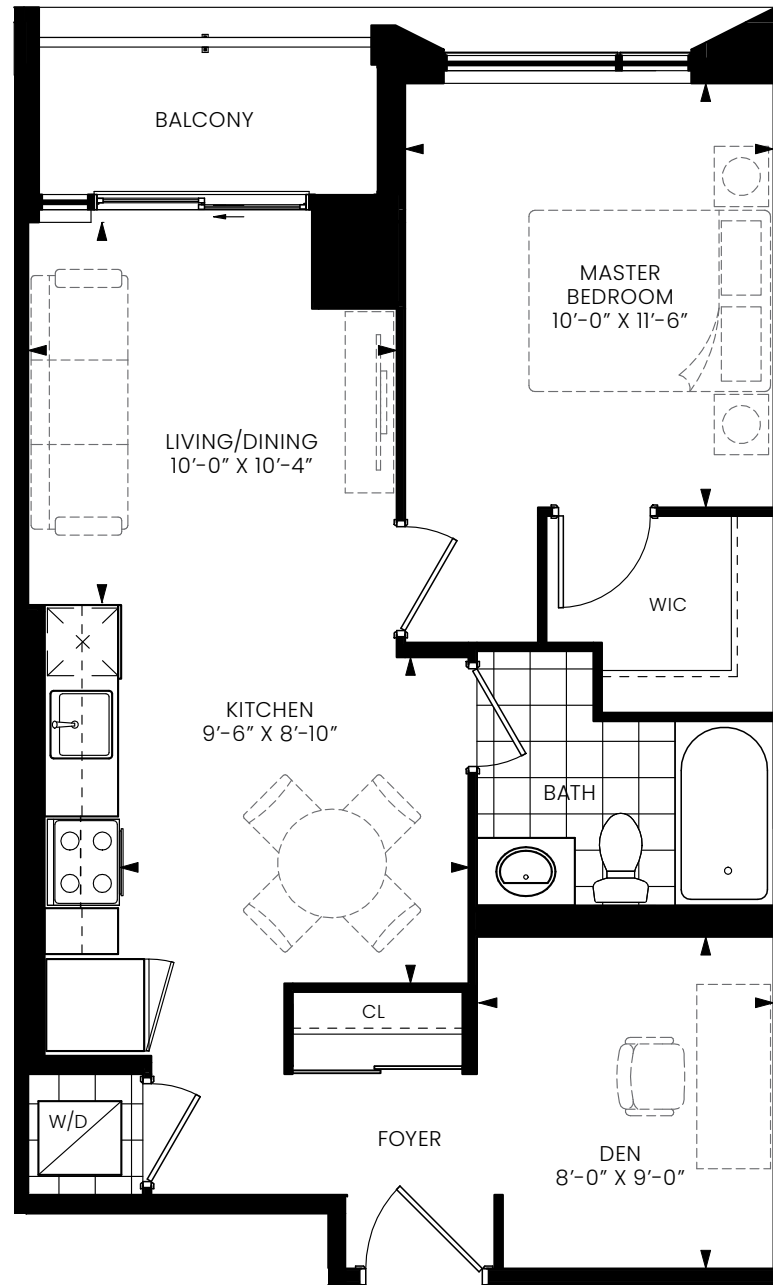 BALCONY
MASTER
BEDROOM
10’-0” X 11’-6”
LIVING/DINING
10’-0” X 10’-4”
WIC
KITCHEN
9’-6” X 8’-10”
BATH
CL
W/D
FOYER
DEN
8’-0” X 9’-0”